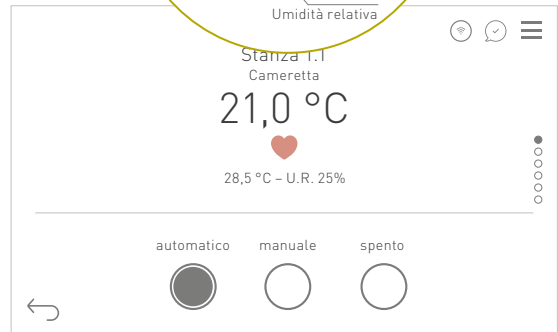 Umidità relativa
Stanza 1.1
Cameretta
21,0 °C
28,5 °C – U.R. 25%
automatico manuale spento